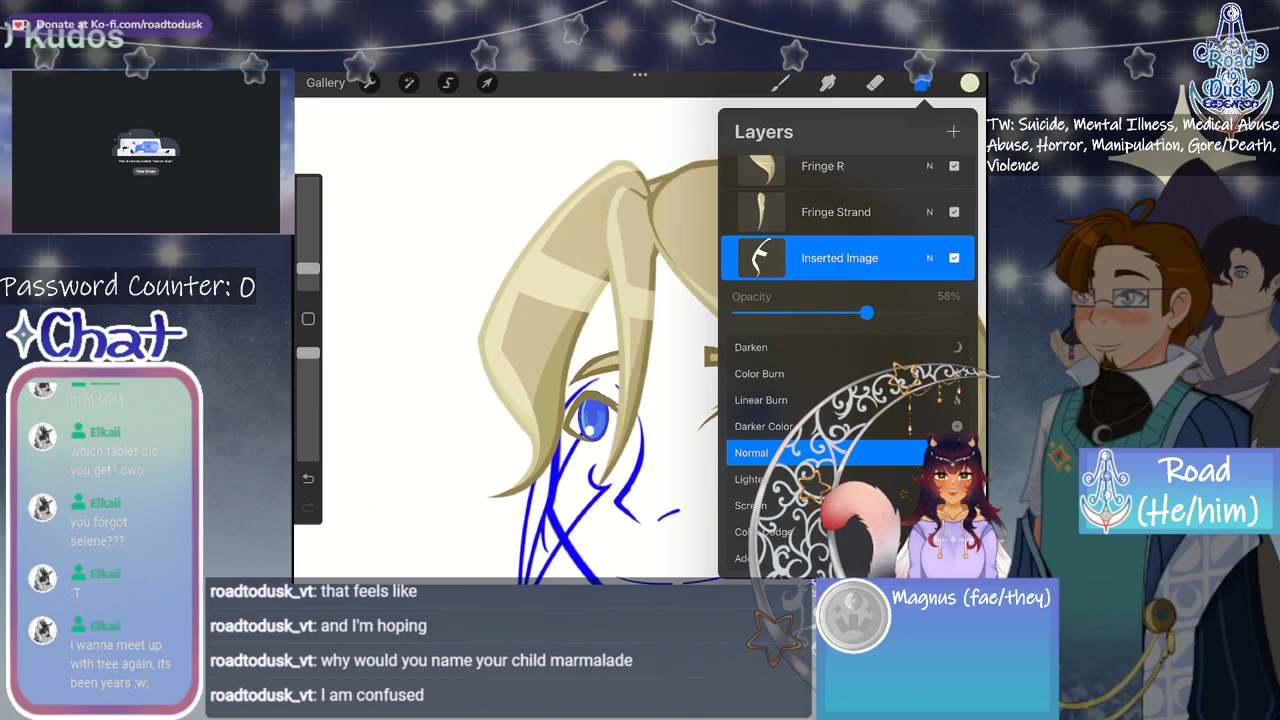 Donate at Ko-fi.com/roadtodusk
Kudos
Gallery
Layers
Fringe R
N
Fringe Strand
N
Inserted Image
N
Opacity
58%
Darken
Color Burn
Linear Burn
Darker Color
Normal
Road
to
Dusk
TW: Suicide, Mental Illness, Medical Abuse
Abuse, Horror, Manipulation, Gore/Death,
Violence
Password Counter: 0
Chat
hi mishka
Elkaii
which tablet did
you get? owo
Elkaii
you forgot
selene???
Elkaii
:T
Elkaii
i wanna meet up
with tree again, its
been years ;w;
roadtodusk_vt: that feels like
roadtodusk_vt: and I'm hoping
roadtodusk_vt: why would you name your child marmalade
roadtodusk_vt: I am confused
Magnus (fae/they)
Road
(He/him)